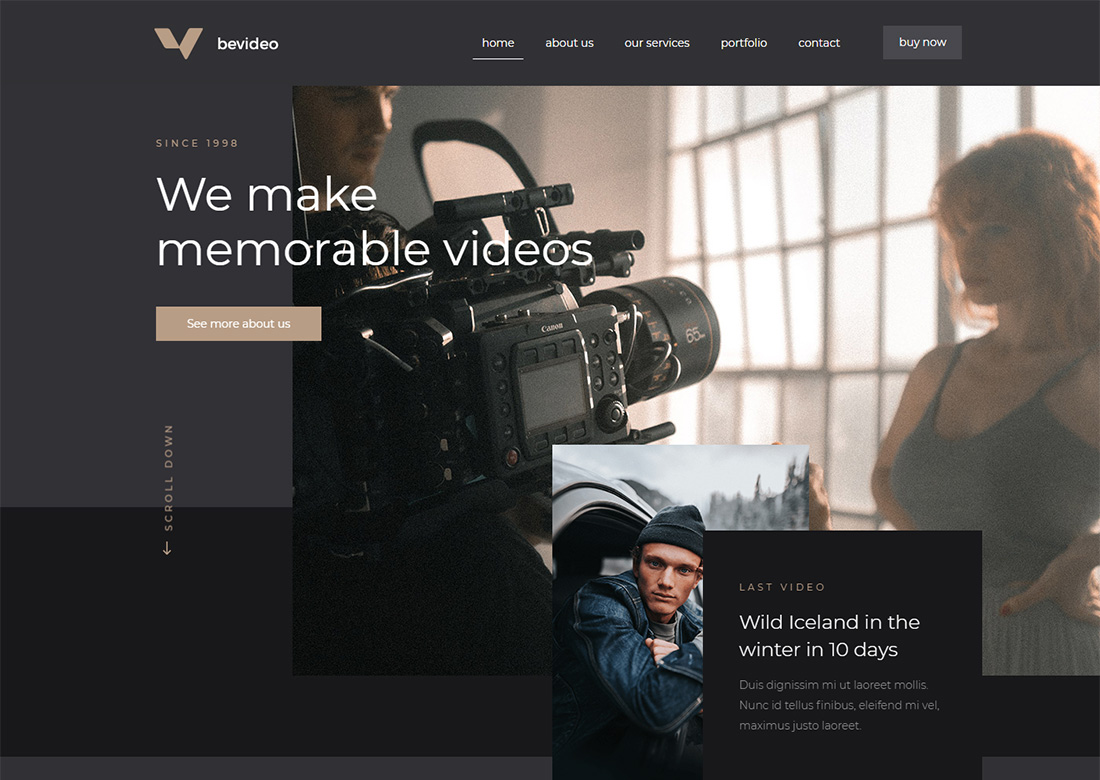 bevideo
home about us our services portfolio contact buy now
SINCE 1998
We make
memorable videos
See more about us
SCROLL DOWN
Canon
65
LAST VIDEO
Wild Iceland in the
winter in 10 days
Duis dignissim mi ut laoreet mollis.
Nunc id tellus finibus, eleifend mi vel,
maximus justo laoreet.